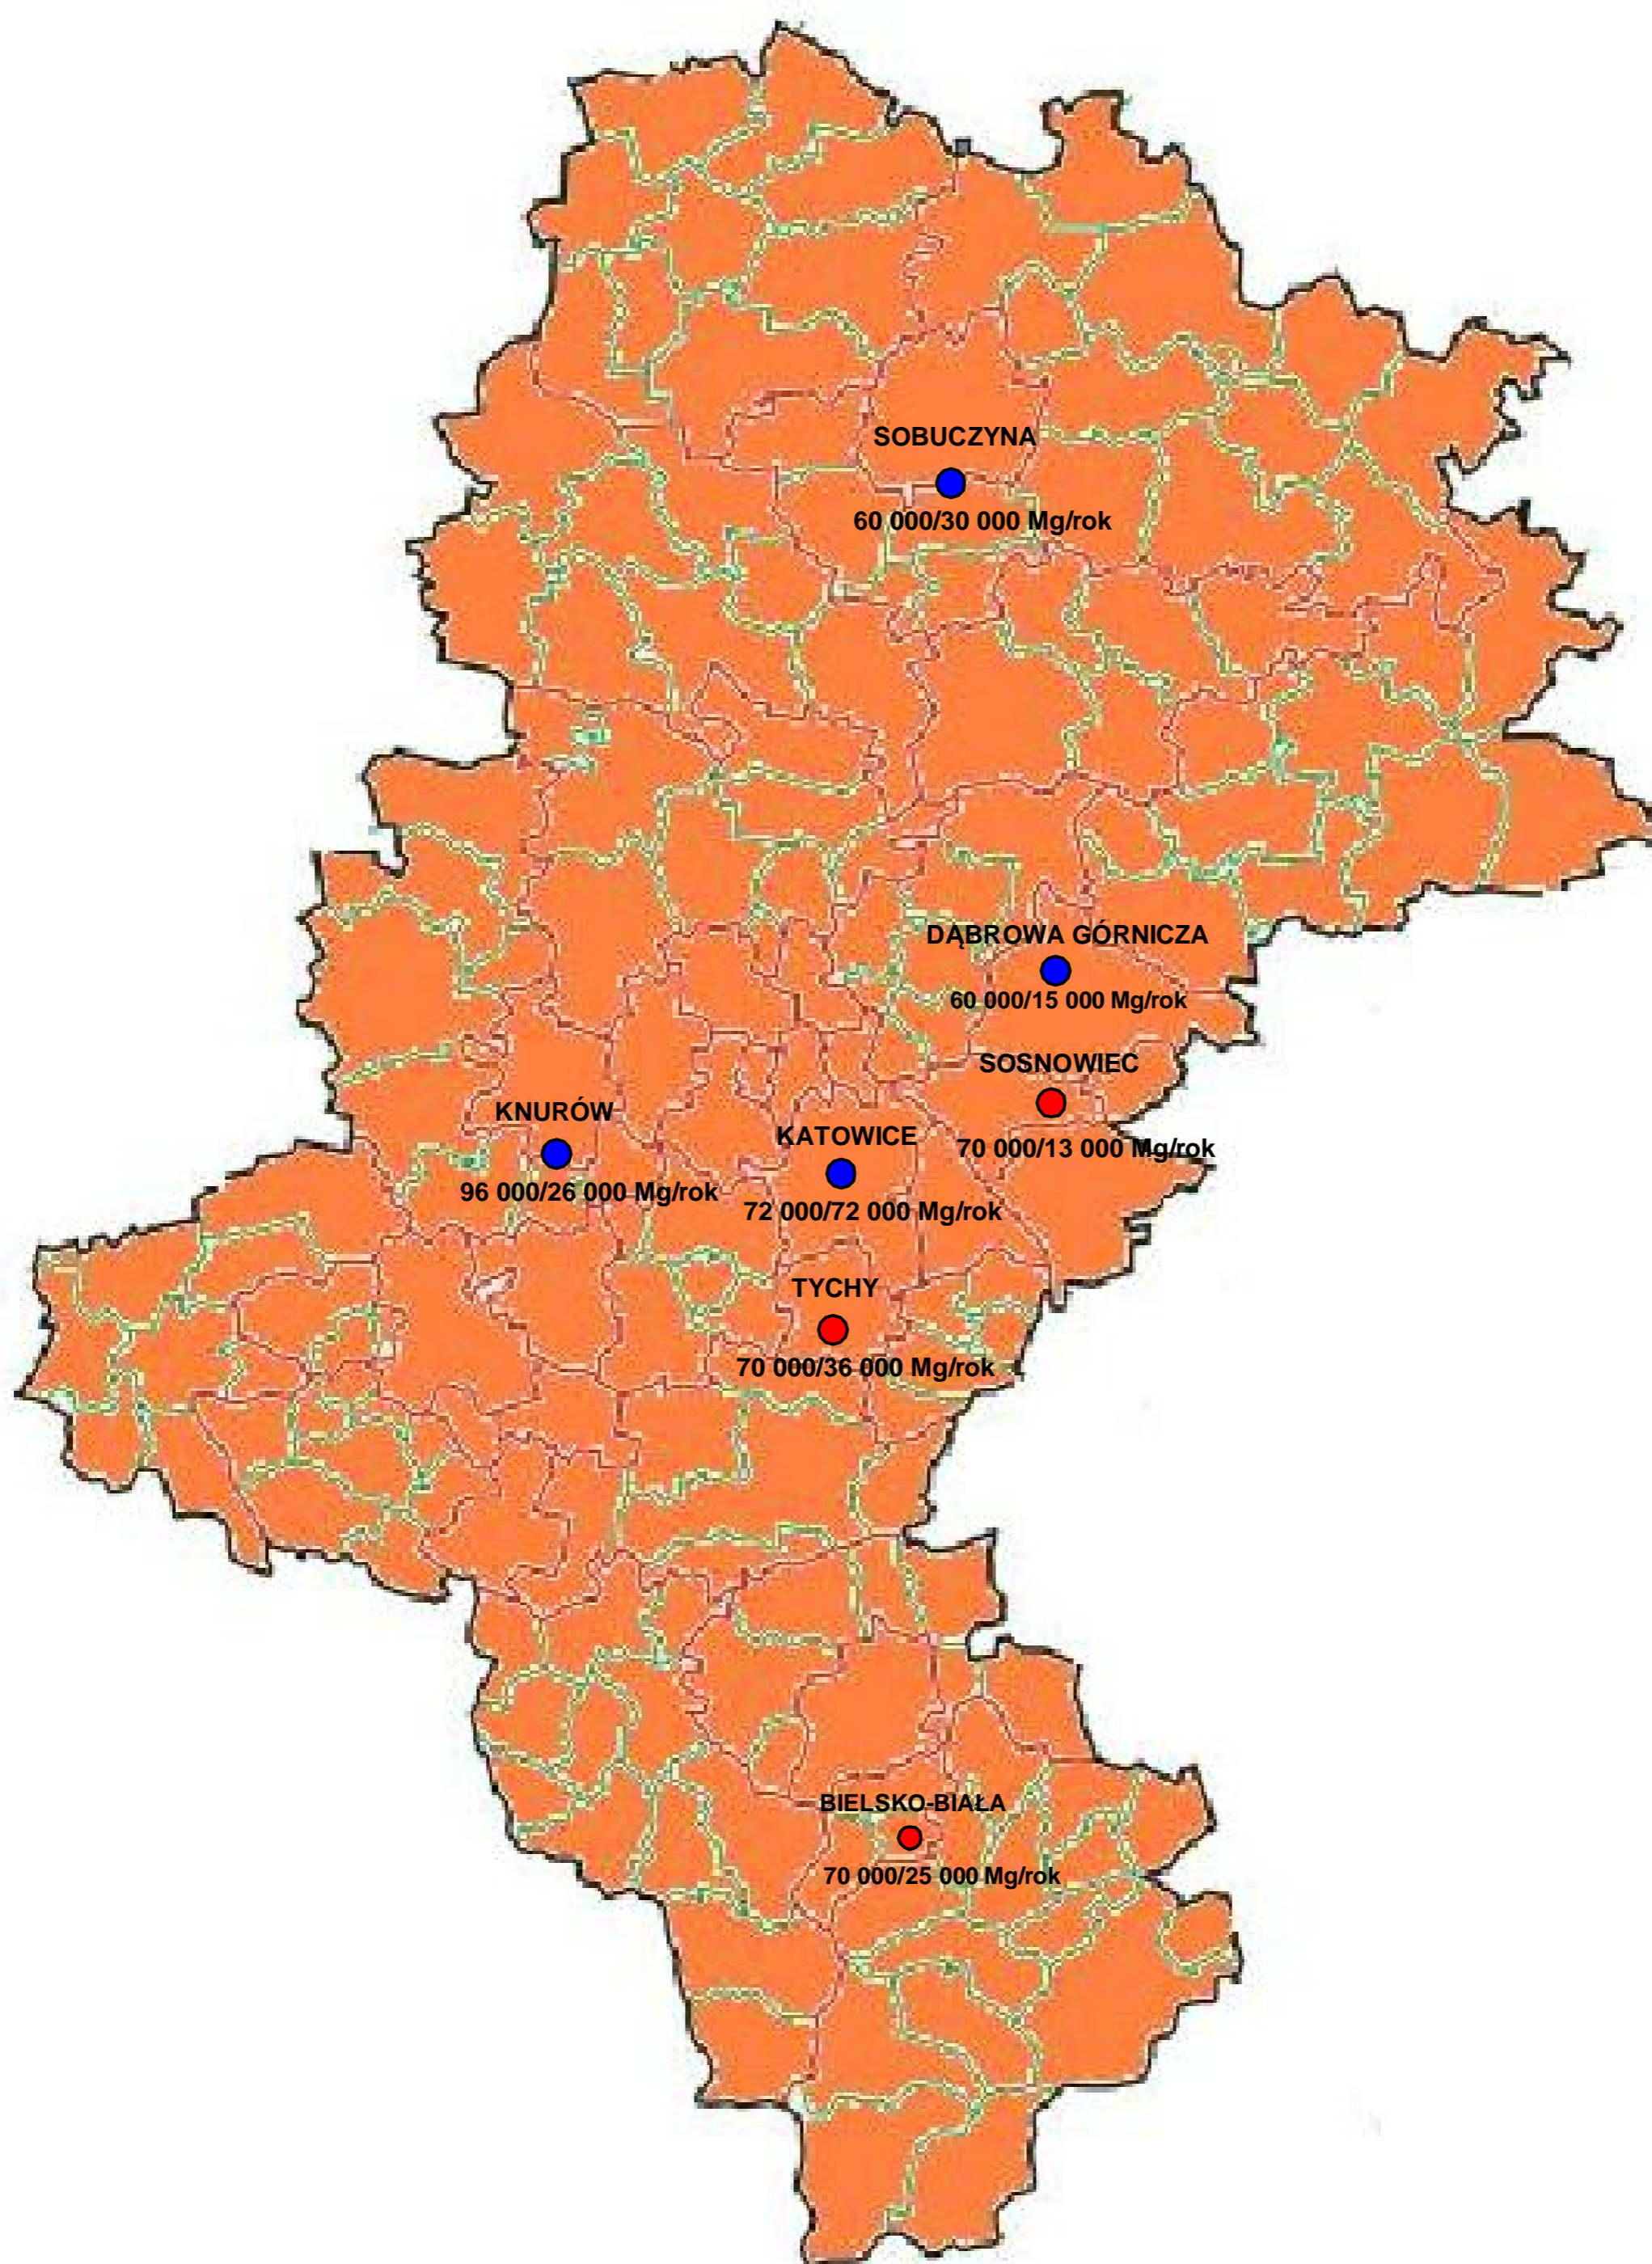 SOBUCZYNA
60 000/30 000 Mg/rok
DĄBROWA GÓRNICZA
60 000/15 000 Mg/rok
SOSNOWIEC
70 000/13 000 Mg/rok
KNURÓW
96 000/26 000 Mg/rok
KATOWICE
72 000/72 000 Mg/rok
TYCHY
70 000/36 000 Mg/rok
BIELSKO-BIAŁA
70 000/25 000 Mg/rok